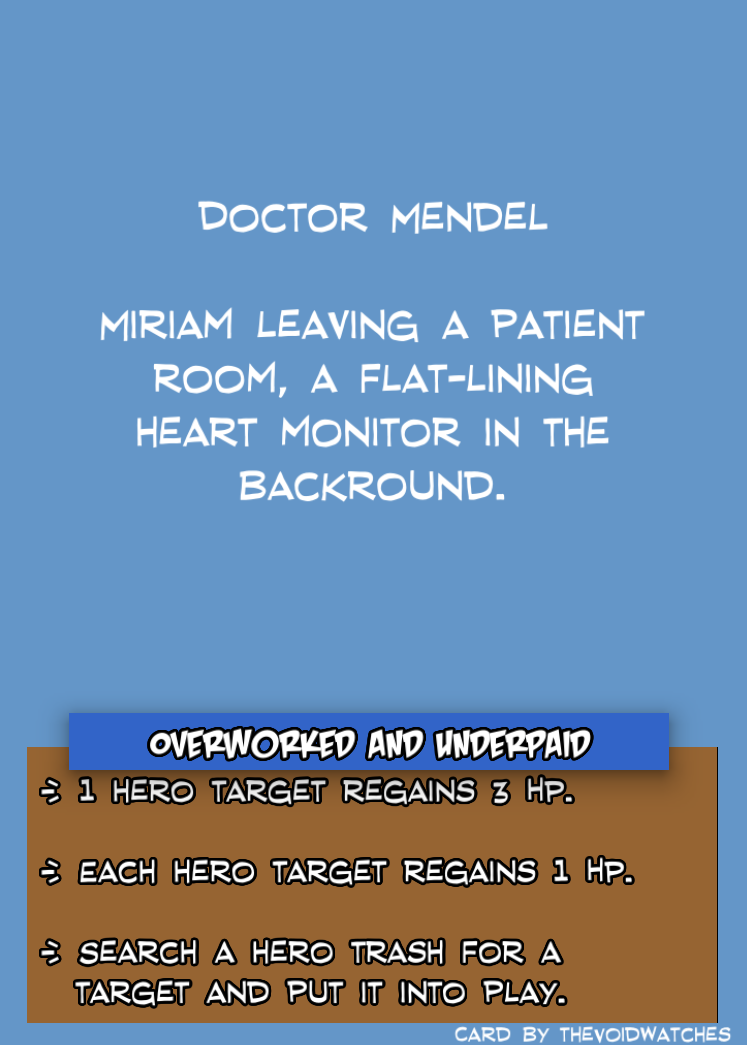 DOCTOR MENDEL
MIRIAM LEAVING A PATIENT
ROOM, A FLAT-LINING
HEART MONITOR IN THE
BACKROUND.
OVERWORKED AND UNDERPAID
1 HERO TARGET REGAINS 3 HP.
EACH HERO TARGET REGAINS 1 HP.
SEARCH A HERO TRASH FOR A
TARGET AND PUT IT INTO PLAY.
CARD BY THEVOIDWATCHES